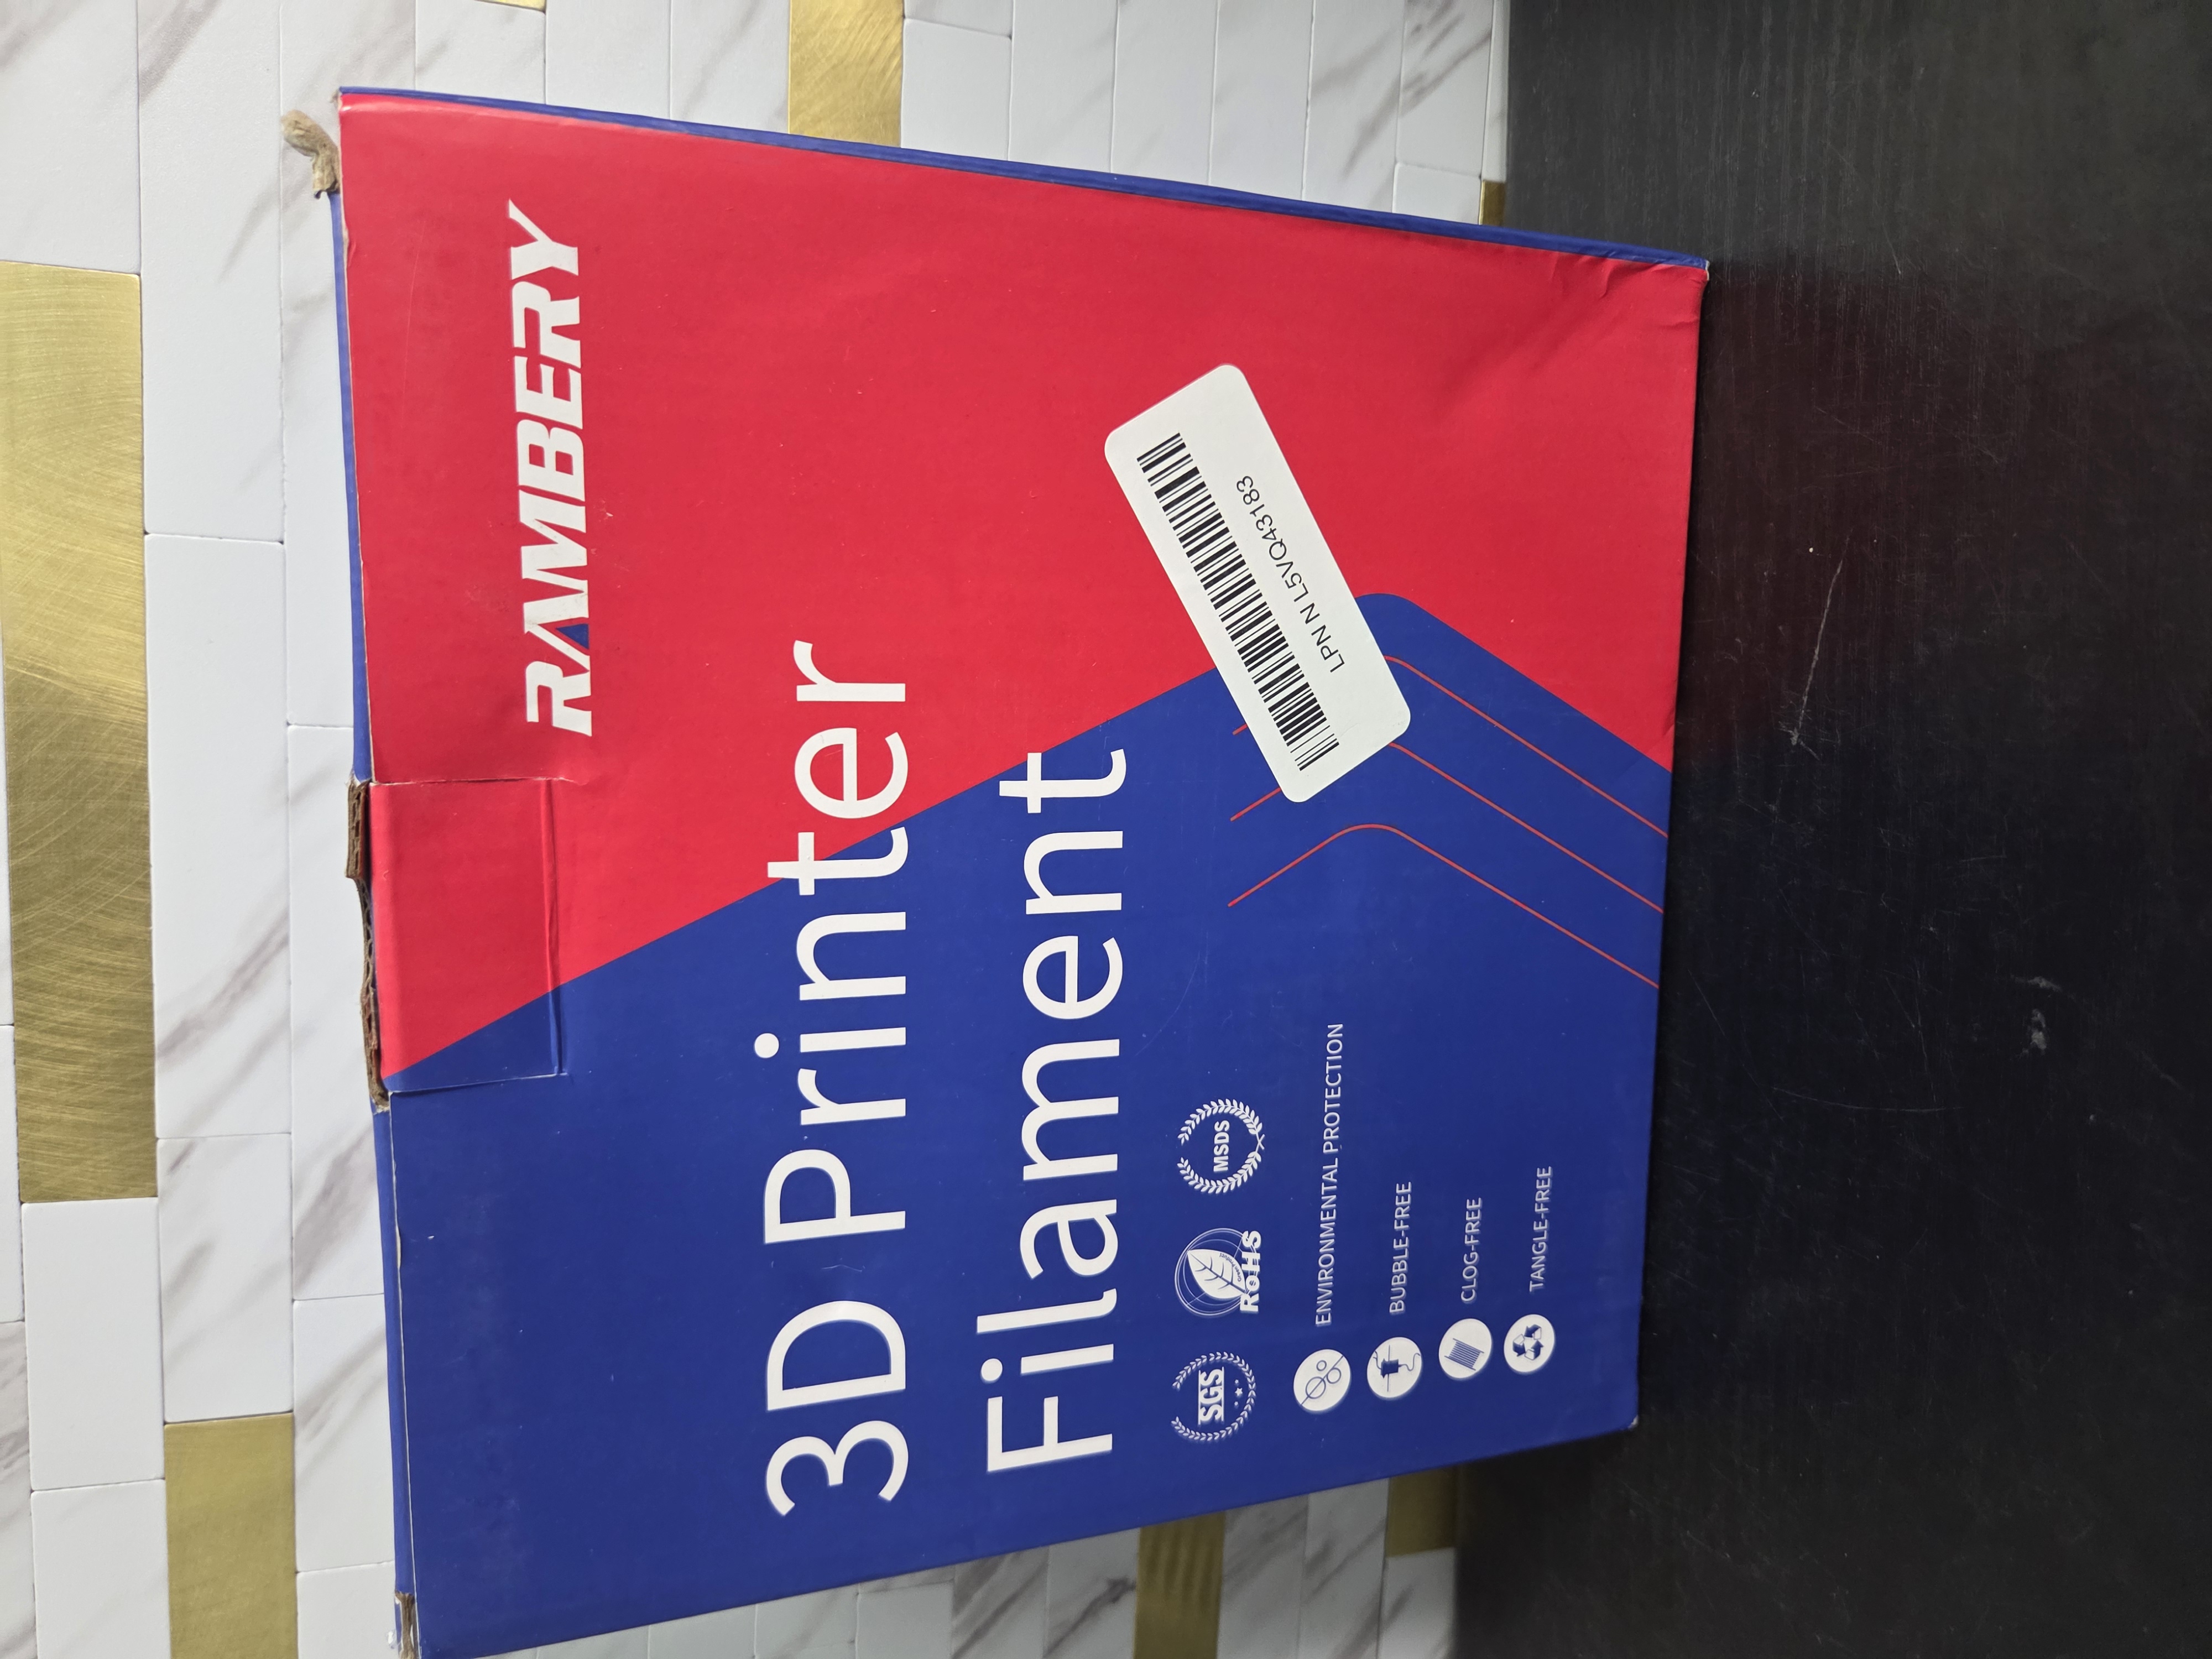 RAMBERY
3D Printer
Filament
SGS
RoHS
MSDS
ENVIRONMENTAL PROTECTION
BUBBLE-FREE
CLOG-FREE
TANGLE-FREE
LPN N L5VQ43183